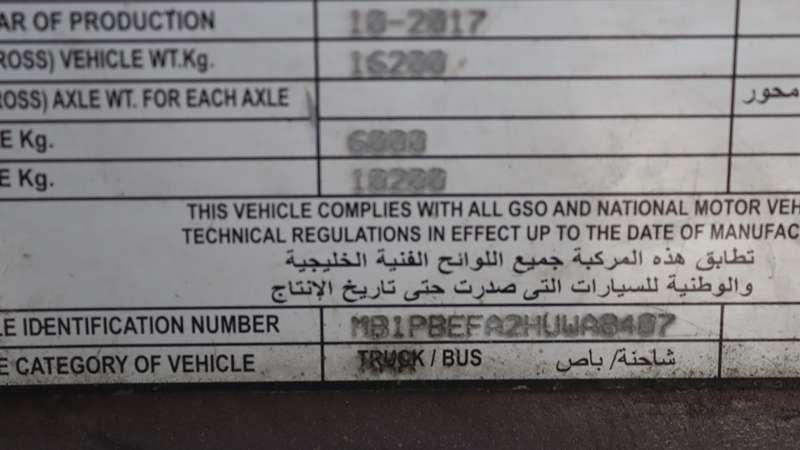 AR OF PRODUCTION 10-2017
ROSS) VEHICLE WT.Kg. 16200
ROSS) AXLE WT. FOR EACH AXLE محور
E Kg. 6000
E Kg. 10200
THIS VEHICLE COMPLIES WITH ALL GSO AND NATIONAL MOTOR VEH
TECHNICAL REGULATIONS IN EFFECT UP TO THE DATE OF MANUFAC
تطابق هذه المركبة جميع اللوائح الفنية الخليجية
والوطنية للسيارات التى صدرت حتى تاريخ الإنتاج
LE IDENTIFICATION NUMBER MB1PBEFA2HUWA8407
E CATEGORY OF VEHICLE TRUCK / BUS شاحنة/ باص